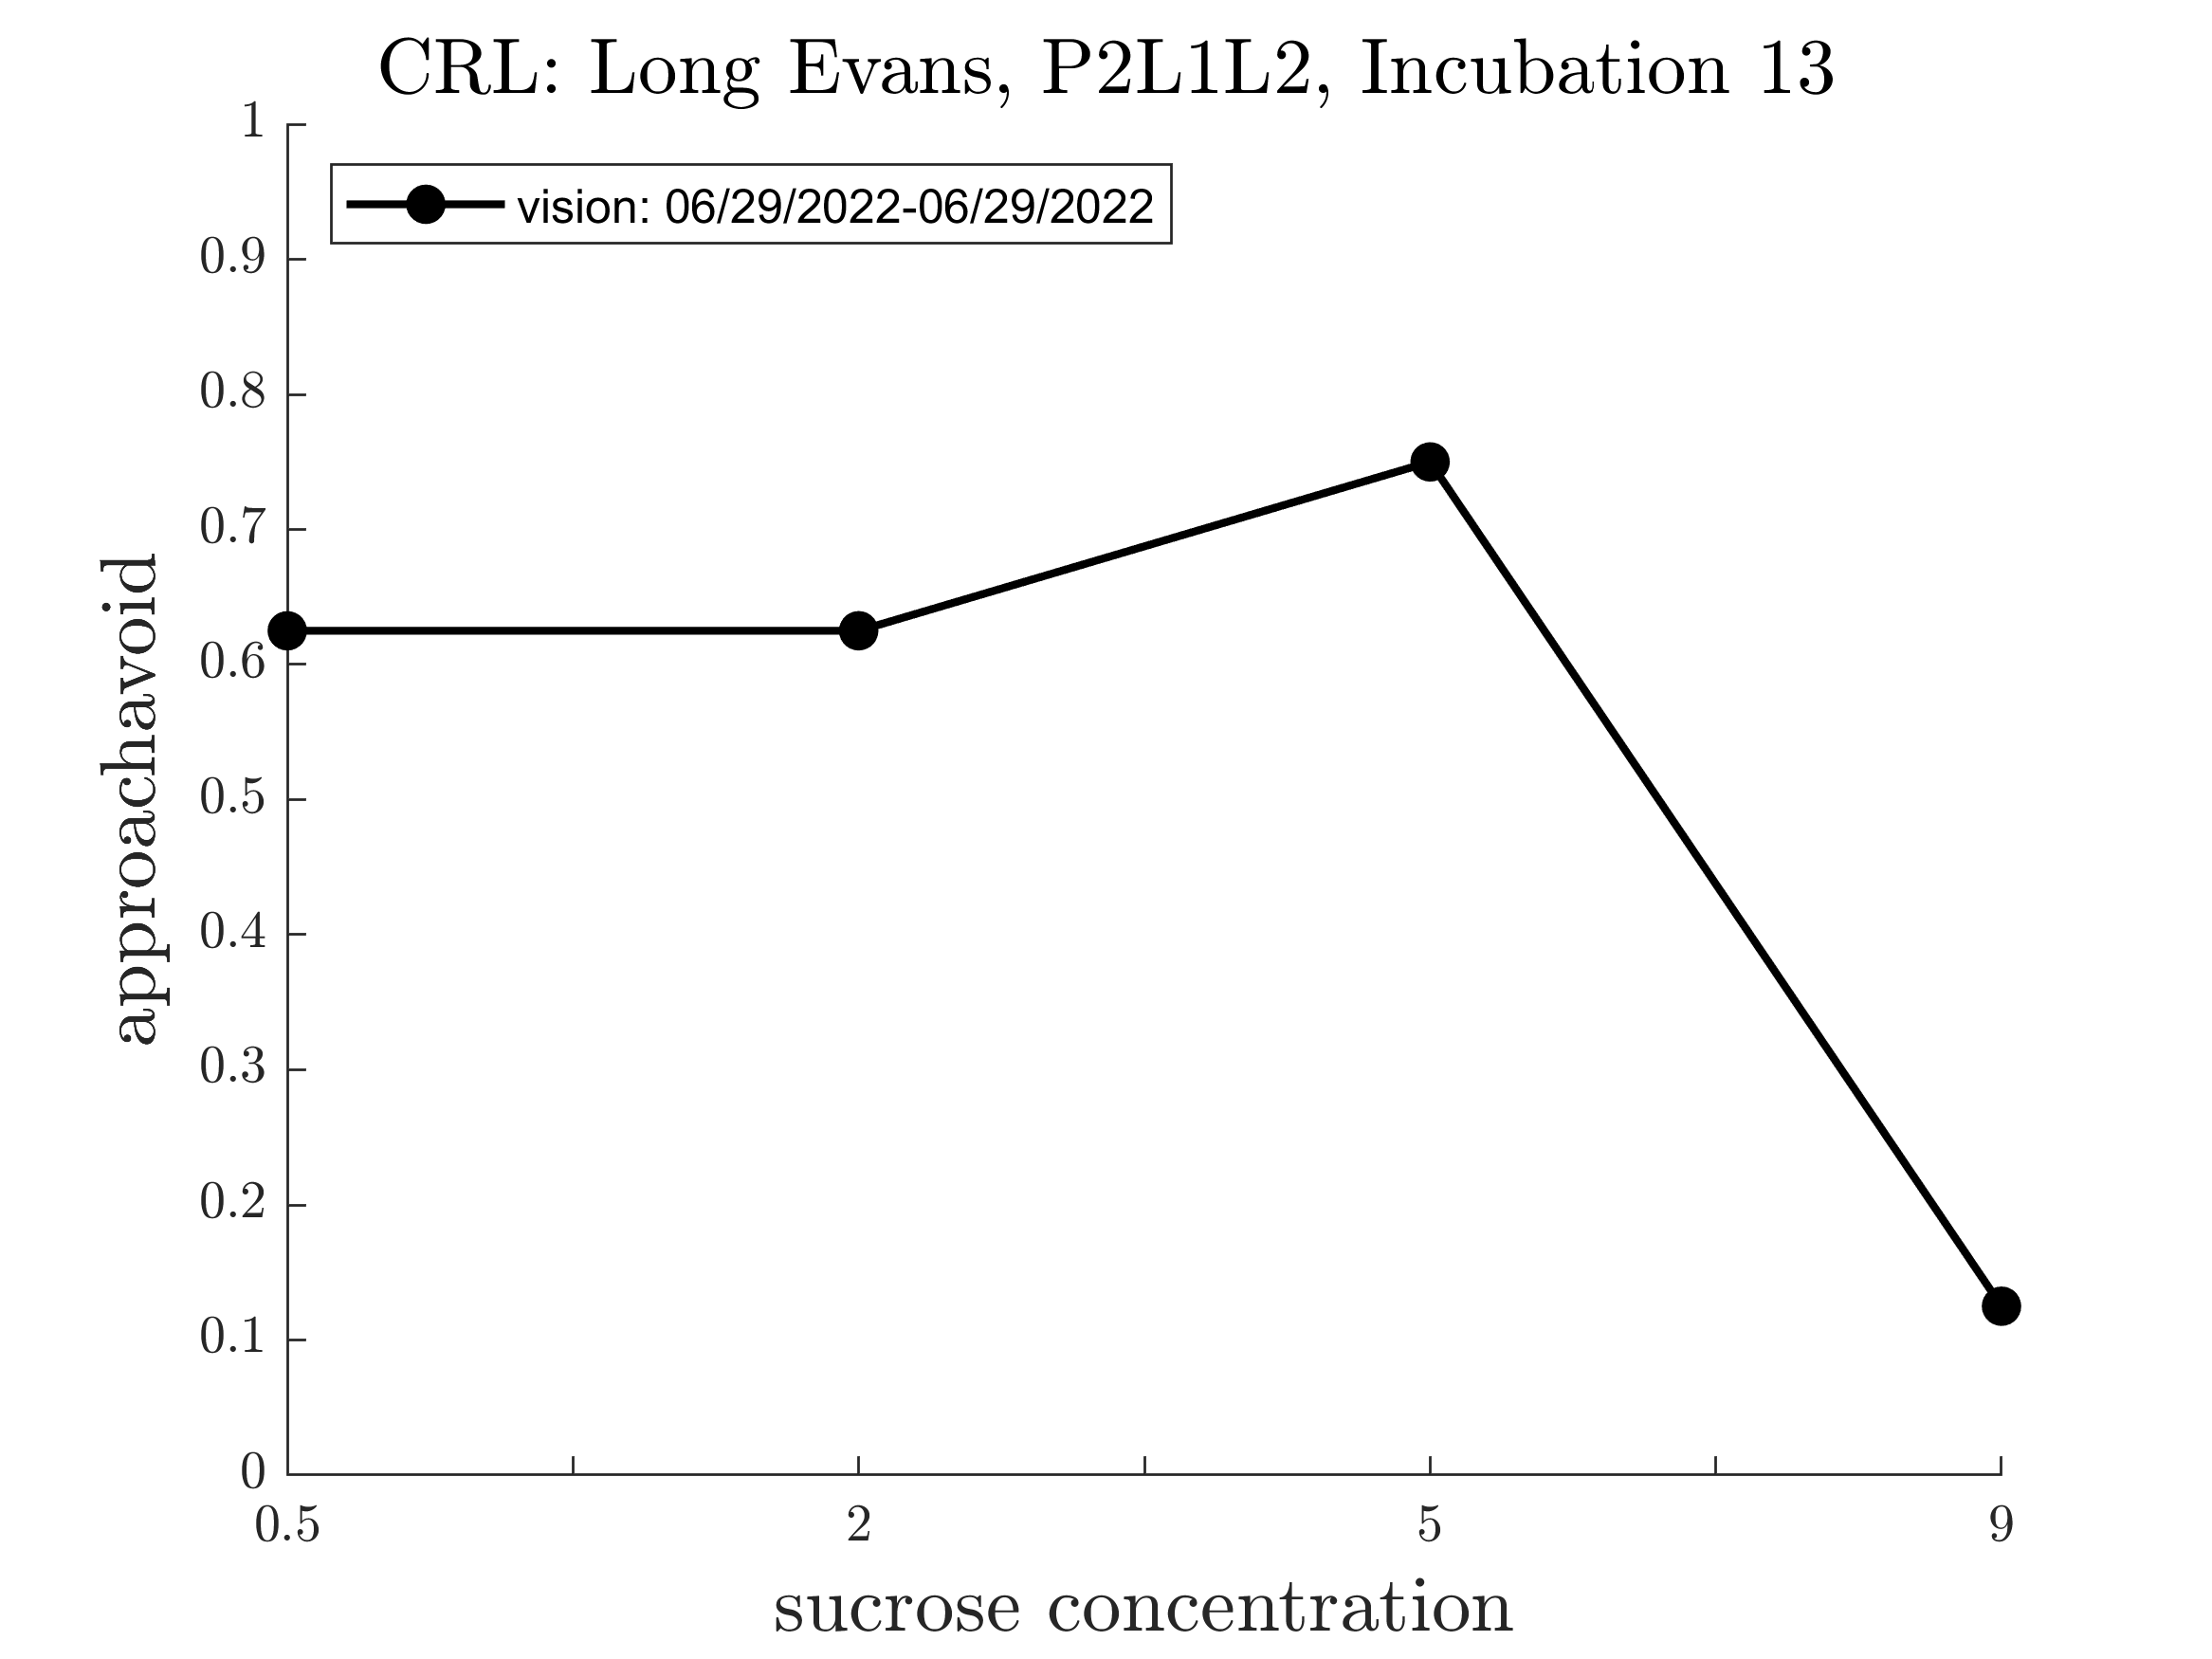 CRL: Long Evans, P2L1L2, Incubation 13
1
vision: 06/29/2022-06/29/2022
0.9
0.8
0.7
0.6
0.5
0.4
0.3
0.2
0.1
0
approachavoid
0.5 2 5 9
sucrose concentration